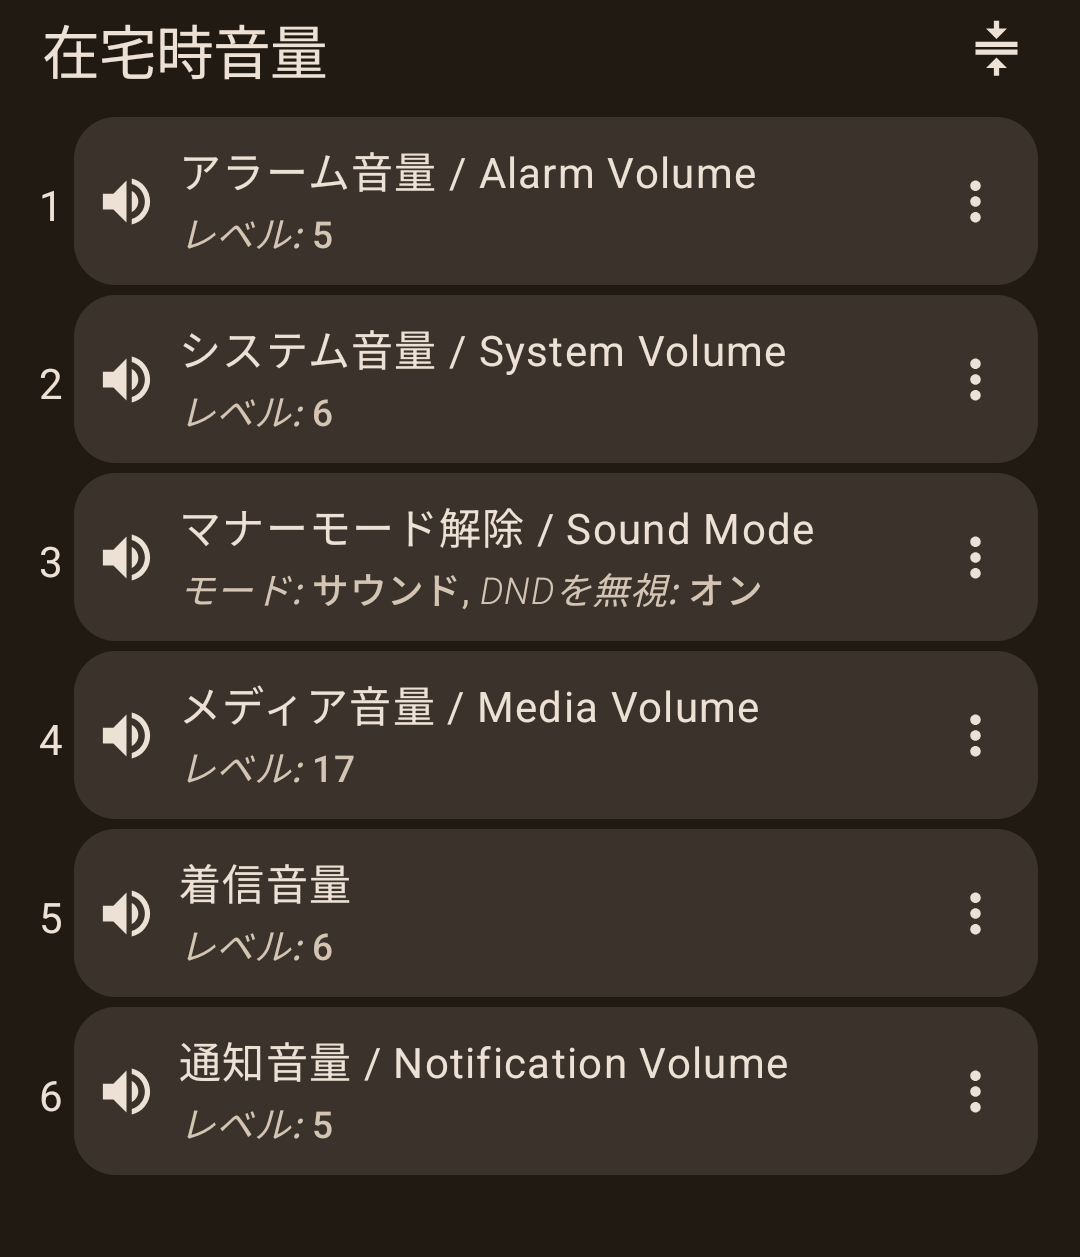 在宅時音量
1
アラーム音量 / Alarm Volume
レベル: 5
2
システム音量 / System Volume
レベル: 6
3
マナーモード解除 / Sound Mode
モード: サウンド, DNDを無視: オン
4
メディア音量 / Media Volume
レベル: 17
5
着信音量
レベル: 6
6
通知音量 / Notification Volume
レベル: 5